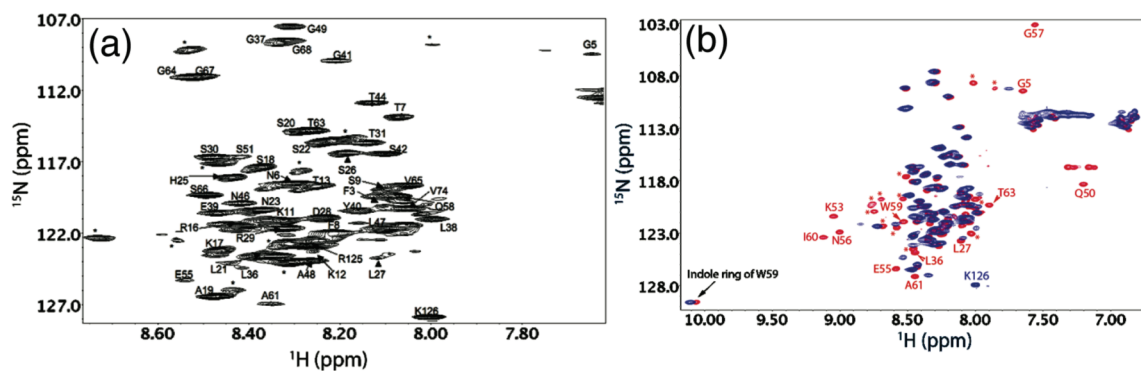 (a)
107.0
G49
G37
G68
G41
G5
G64
G67
112.0
T44
T7
S20
T63
S22
T31
S30
S51
117.0
S18
S42
S26
H25
N6
S9
V65
T13
F3
V74
S66
N46
N23
Y40
Q58
E39
K11
D28
L47
L38
R16
F8
122.0
R29
K17
R125
L21
L36
A48
K12
L27
E55
A19
A61
K126
127.0
8.60
8.40
8.20
8.00
7.80
15N (ppm)
1H (ppm)
(b)
103.0
G57
108.0
G5
113.0
118.0
Q50
T63
K53
W59
123.0
I60
N56
L36
L27
E55
A61
K126
Indole ring of W59
128.0
10.00
9.50
9.00
8.50
8.00
7.50
7.00
15N (ppm)
1H (ppm)